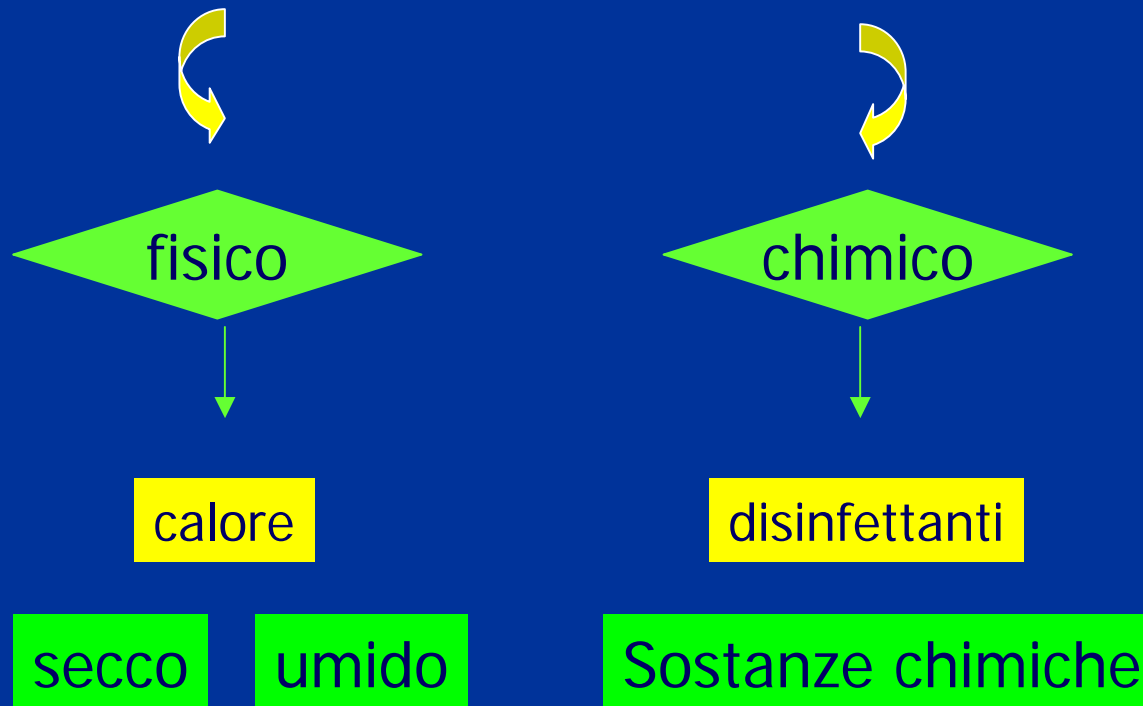 fisico
chimico
calore
disinfettanti
secco
umido
Sostanze chimiche